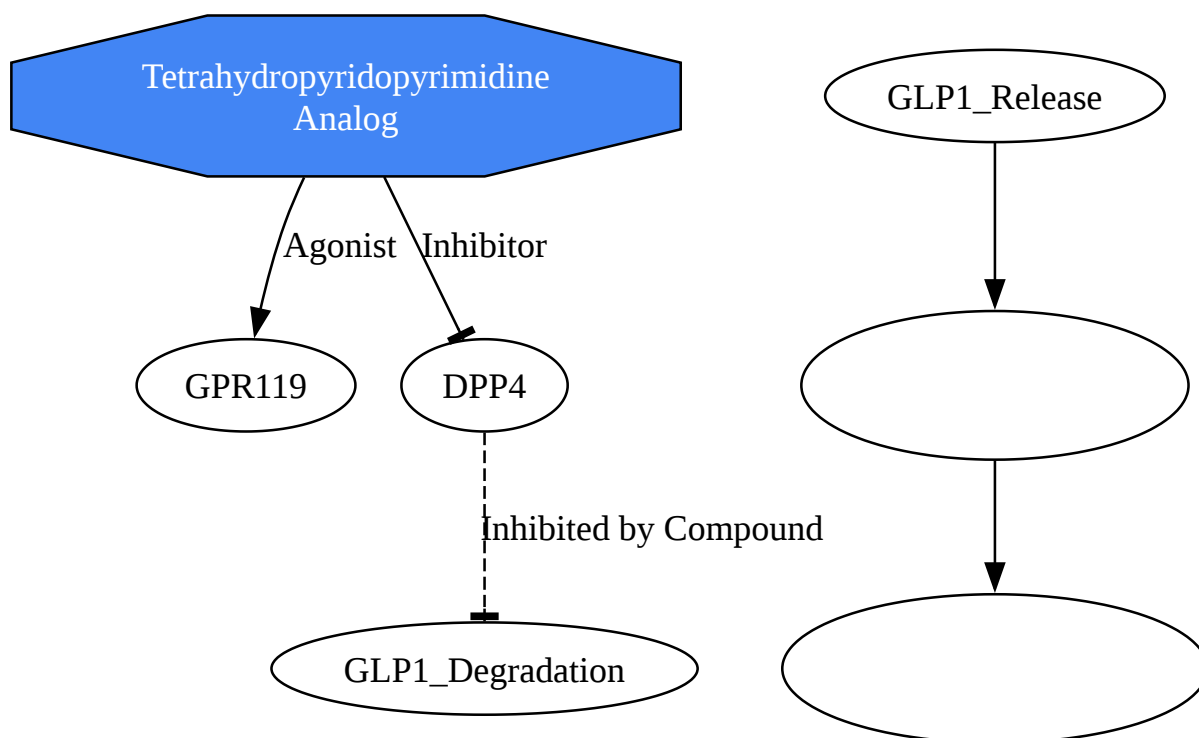 Tetrahydropyridopyrimidine
Analog
GLP1_Release
Agonist
Inhibitor
GPR119
DPP4
Inhibited by Compound
GLP1_Degradation